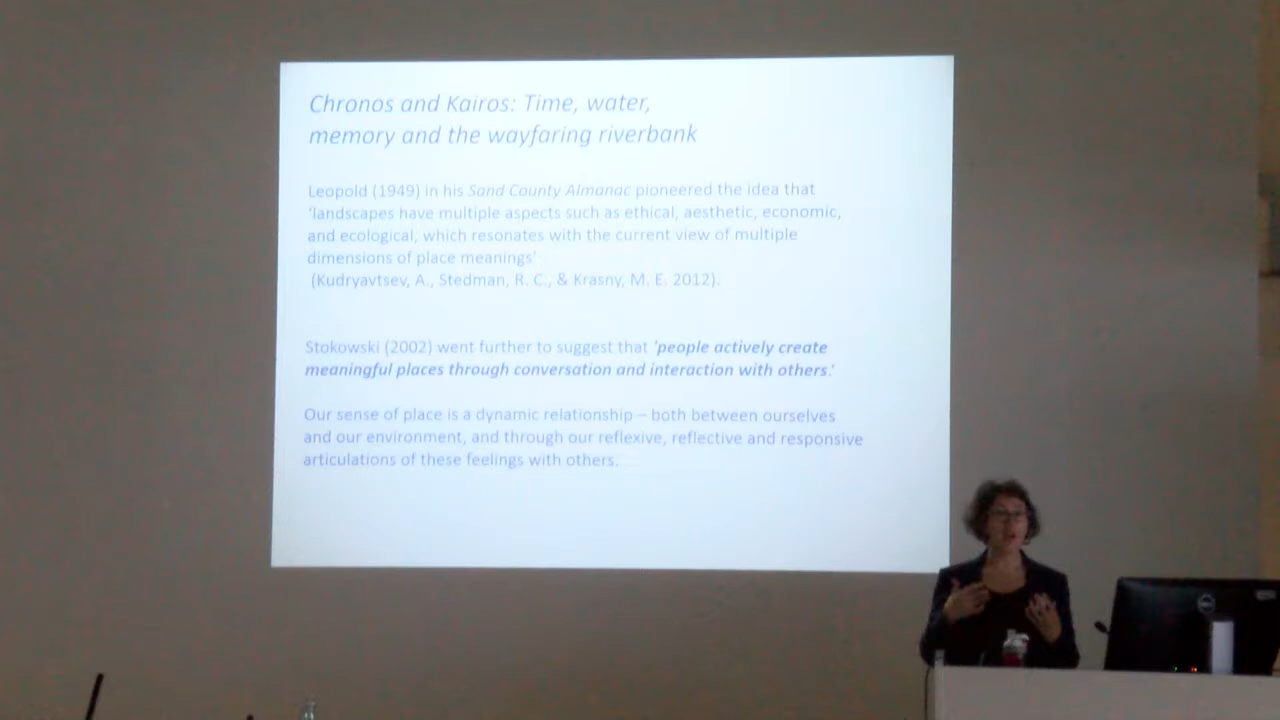 Chronos and Kairos: Time, water,
memory and the wayfaring riverbank
Leopold (1949) in his Sand County Almanac pioneered the idea that
'landscapes have multiple aspects such as ethical, aesthetic, economic,
and ecological, which resonates with the current view of multiple
dimensions of place meanings'
(Kudryavtsev, A., Stedman, R. C., & Krasny, M. E. 2012).
Stokowski (2002) went further to suggest that 'people actively create
meaningful places through conversation and interaction with others.'
Our sense of place is a dynamic relationship – both between ourselves
and our environment, and through our reflexive, reflective and responsive
articulations of these feelings with others.
DELL